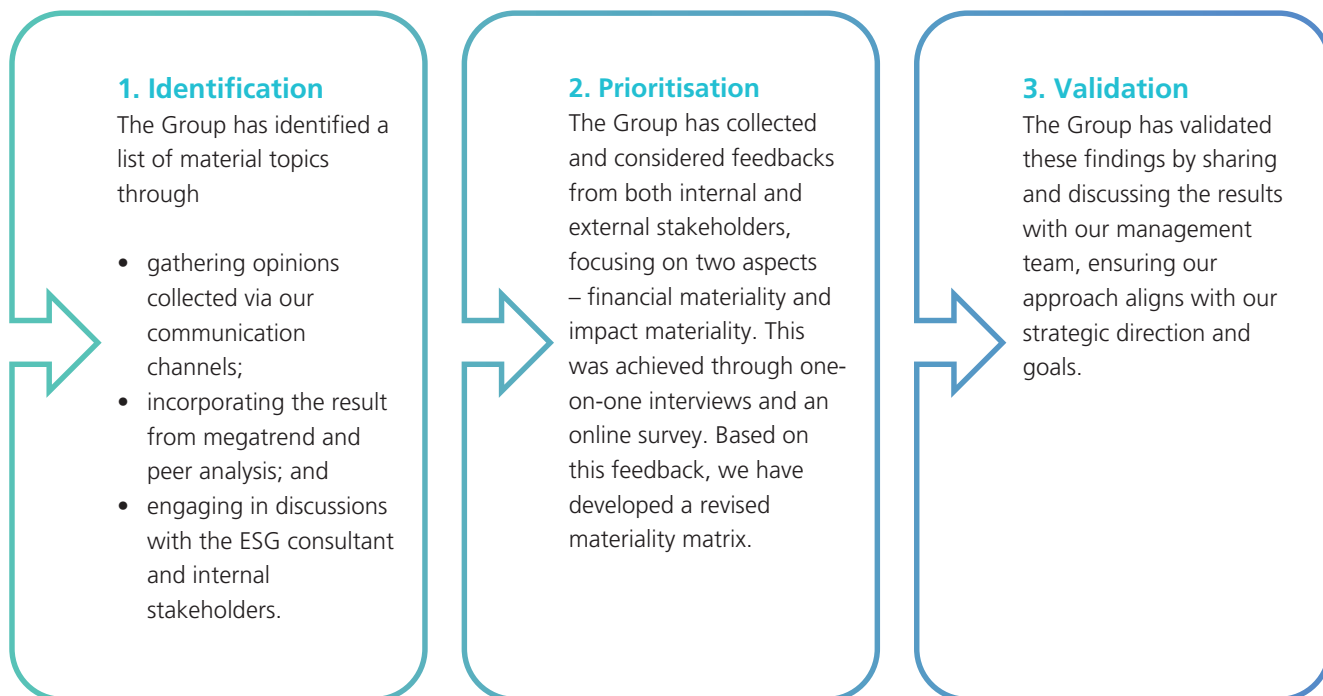 1. Identification
The Group has identified a
list of material topics
through
• gathering opinions
collected via our
communication
channels;
• incorporating the result
from megatrend and
peer analysis; and
• engaging in discussions
with the ESG consultant
and internal
stakeholders.
2. Prioritisation
The Group has collected
and considered feedbacks
from both internal and
external stakeholders,
focusing on two aspects
– financial materiality and
impact materiality. This
was achieved through one-
on-one interviews and an
online survey. Based on
this feedback, we have
developed a revised
materiality matrix.
3. Validation
The Group has validated
these findings by sharing
and discussing the results
with our management
team, ensuring our
approach aligns with our
strategic direction and
goals.